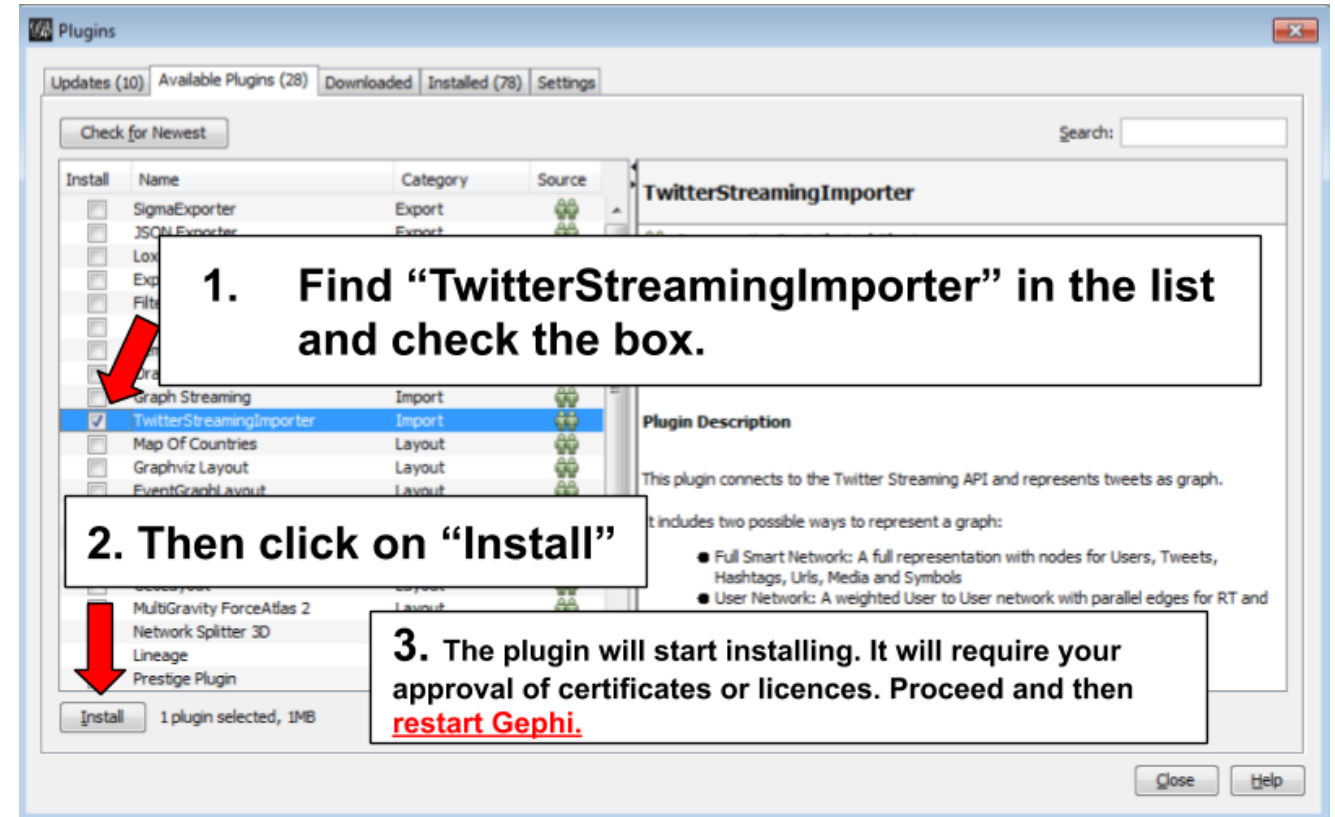 Plugins
Updates (10) Available Plugins (28) Downloaded Installed (78) Settings
Check for Newest
Search:
Install Name Category Source
SigmaExporter Export
JSON Exporter Export
TwitterStreamingImporter
1. Find “TwitterStreamingImporter” in the list
and check the box.
Graph Streaming Import
TwitterStreamingImporter Import
Map Of Countries Layout
Graphviz Layout Layout
EventGraphLayout Layout
Plugin Description
This plugin connects to the Twitter Streaming API and represents tweets as graph.
includes two possible ways to represent a graph:
Full Smart Network: A full representation with nodes for Users, Tweets,
Hashtags, Urls, Media and Symbols
User Network: A weighted User to User network with parallel edges for RT and
2. Then click on “Install”
MultiGravity ForceAtlas 2 Layout
Network Splitter 3D
Lineage
Prestige Plugin
3. The plugin will start installing. It will require your
approval of certificates or licences. Proceed and then
restart Gephi.
Install 1 plugin selected, 1MB
Close Help